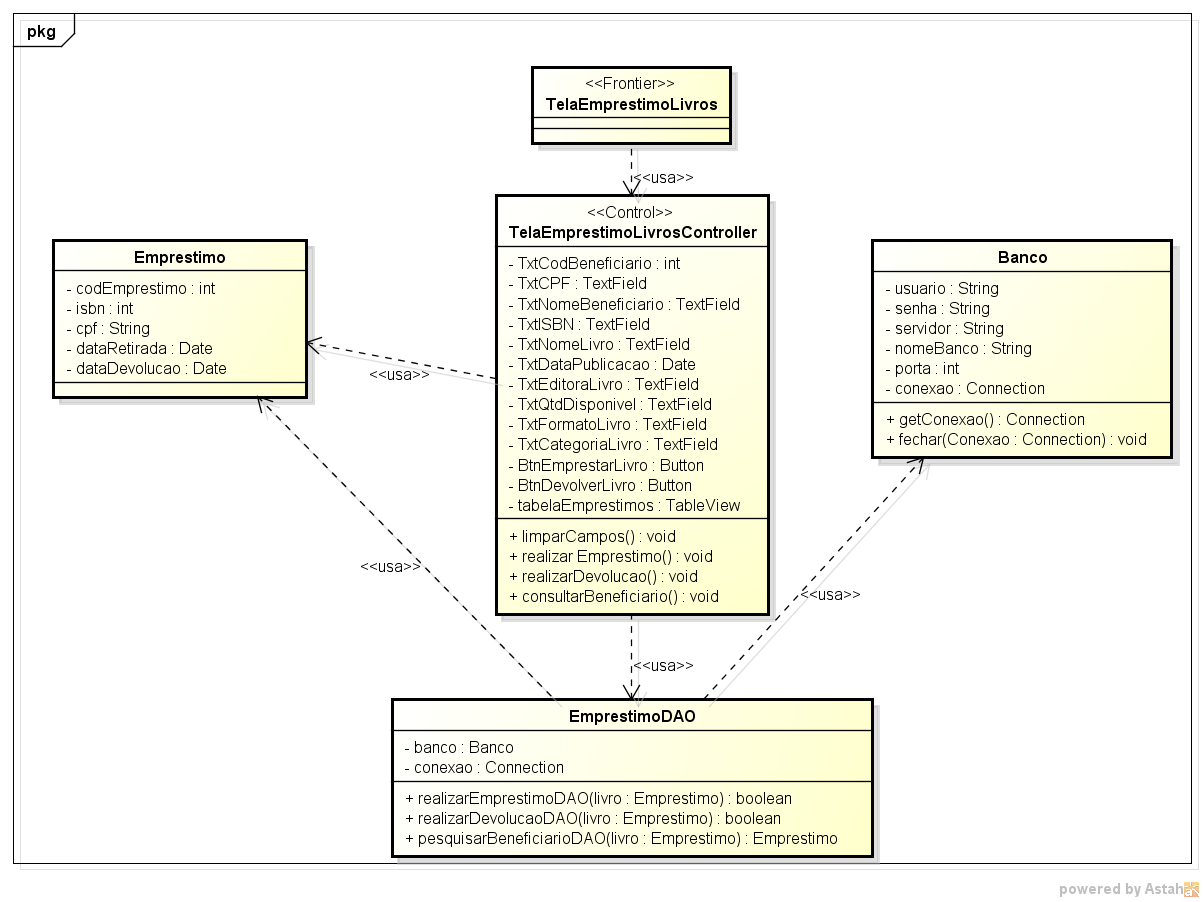 pkg
<<Frontier>>
TelaEmprestimoLivros
<<usa>>
<<Control>>
TelaEmprestimoLivrosController
- TxtCodBeneficiario : int
- TxtCPF : TextField
- TxtNomeBeneficiario : TextField
- TxtISBN : TextField
- TxtNomeLivro : TextField
- TxtDataPublicacao : Date
- TxtEditoraLivro : TextField
- TxtQtdDisponivel : TextField
- TxtFormatoLivro : TextField
- TxtCategoriaLivro : TextField
- BtnEmprestarLivro : Button
- BtnDevolverLivro : Button
- tabelaEmprestimos : TableView
+ limparCampos() : void
+ realizar Emprestimo() : void
+ realizarDevolucao() : void
+ consultarBeneficiario() : void
Emprestimo
- codEmprestimo : int
- isbn : int
- cpf : String
- dataRetirada : Date
- dataDevolucao : Date
<<usa>>
Banco
- usuario : String
- senha : String
- servidor : String
- nomeBanco : String
- porta : int
- conexao : Connection
+ getConexao() : Connection
+ fechar(Conexao : Connection) : void
<<usa>>
<<usa>>
<<usa>>
EmprestimoDAO
- banco : Banco
- conexao : Connection
+ realizarEmprestimoDAO(livro : Emprestimo) : boolean
+ realizarDevolucaoDAO(livro : Emprestimo) : boolean
+ pesquisarBeneficiarioDAO(livro : Emprestimo) : Emprestimo
powered by Astah